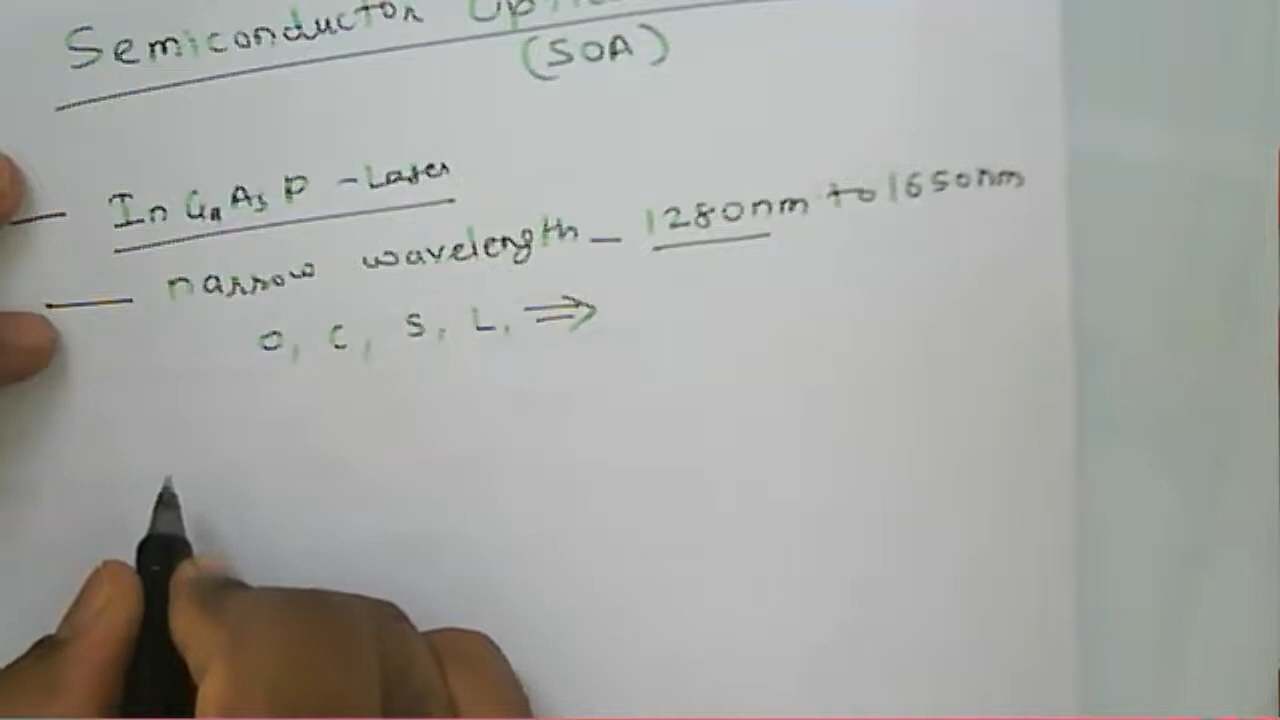 Semiconductor
(SOA)
— InGaAsP - Laser
— narrow wavelength - 1280nm to 1650nm
O, C, S, L, ⇒